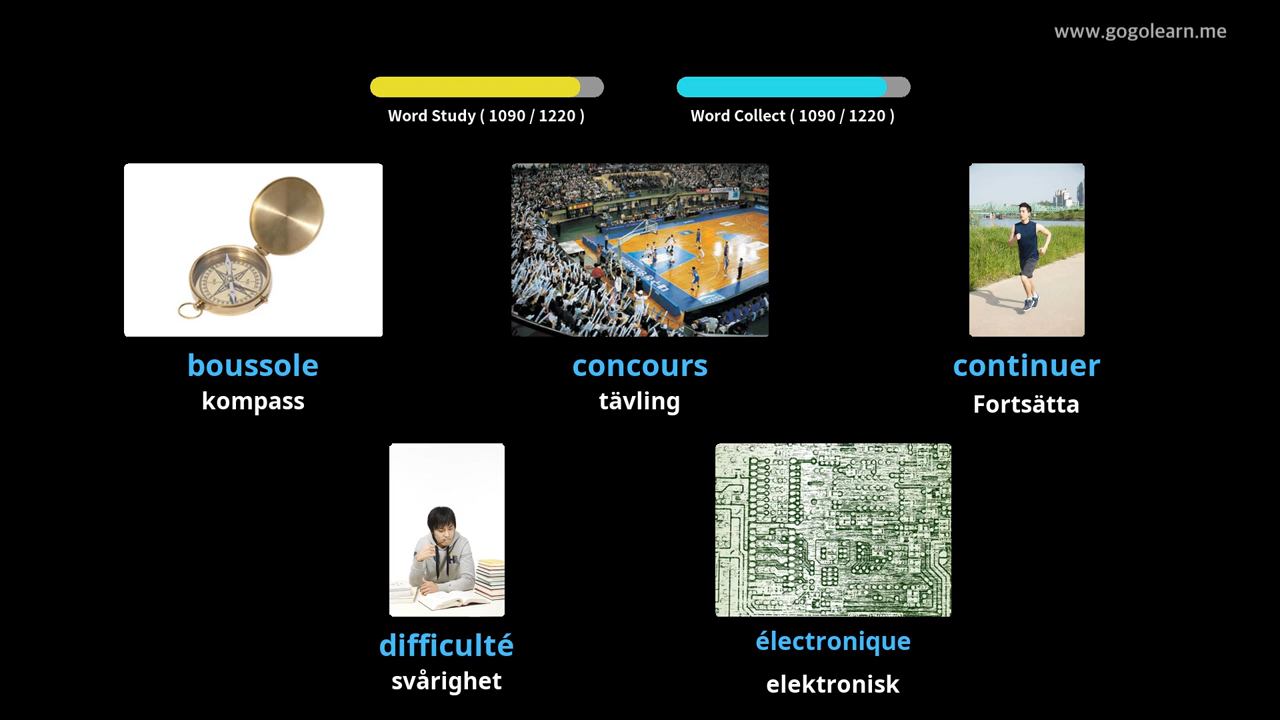 www.gogolearn.me
Word Study ( 1090 / 1220 )
Word Collect ( 1090 / 1220 )
boussole
kompass
concours
tävling
continuer
Fortsätta
difficulté
svårighet
électronique
elektronisk